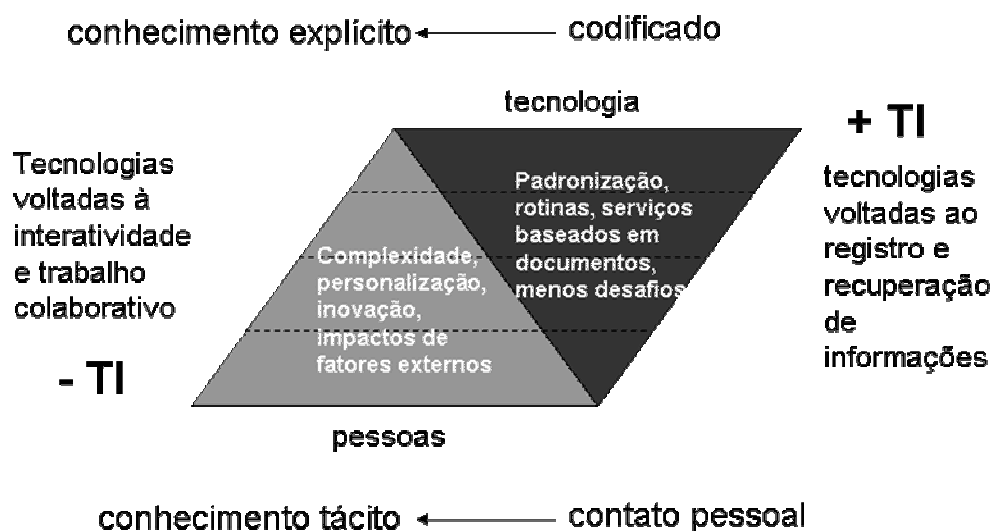 conhecimento explícito
codificado
tecnologia
+ TI
Tecnologias
voltadas à
interatividade
e trabalho
colaborativo
- TI
Complexidade,
personalização,
inovação,
impactos de
fatores externos
Padronização,
rotinas, serviços
baseados em
documentos,
menos desafios
tecnologias
voltadas ao
registro e
recuperação
de
informações
pessoas
conhecimento tácito
contato pessoal